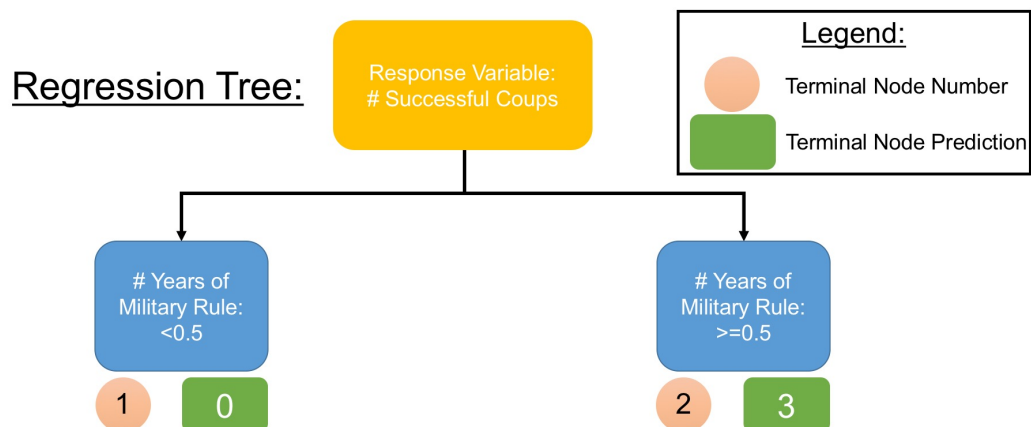 Regression Tree:
Response Variable:
# Successful Coups
Legend:
Terminal Node Number
Terminal Node Prediction
# Years of
Military Rule:
<0.5
1
0
# Years of
Military Rule:
>=0.5
2
3